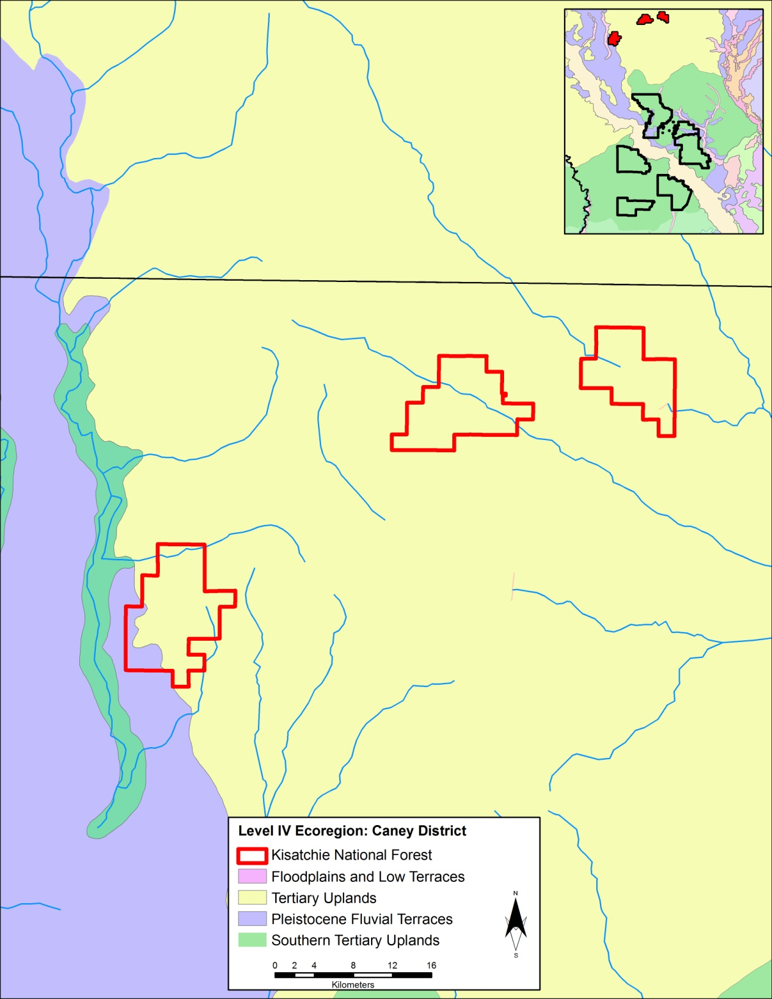 Level IV Ecoregion: Caney District
Kisatchie National Forest
Floodplains and Low Terraces
Tertiary Uplands
Pleistocene Fluvial Terraces
Southern Tertiary Uplands
N
S
0 2 4 8 12 16
Kilometers